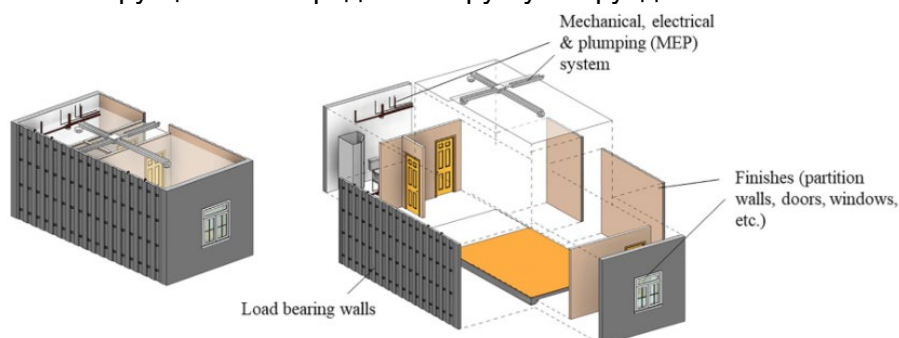 Mechanical, electrical
& plumping (MEP)
system
Finishes (partition
walls, doors, windows,
etc.)
Load bearing walls